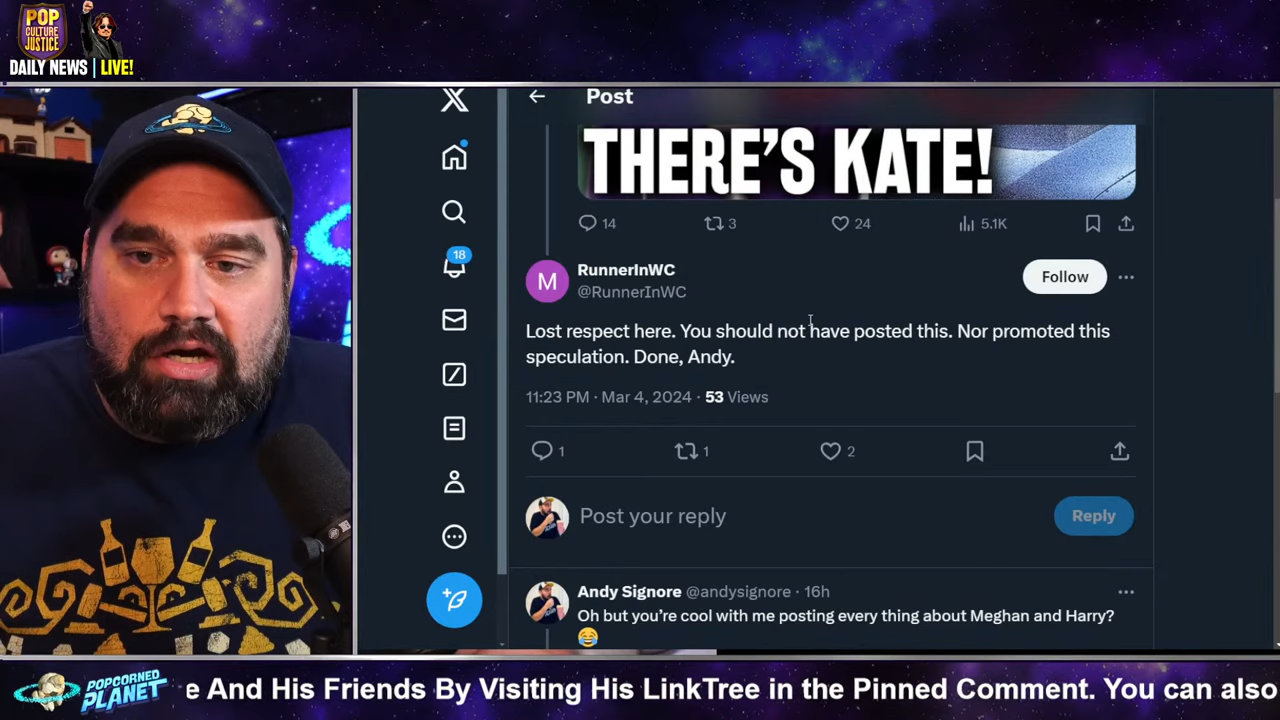 POP
CULTURE
JUSTICE
DAILY NEWS | LIVE!
Post
THERE'S KATE!
14
3
24
5.1K
18
M
RunnerInWC
@RunnerInWC
Follow
Lost respect here. You should not have posted this. Nor promoted this
speculation. Done, Andy.
11:23 PM · Mar 4, 2024 · 53 Views
1
1
2
Post your reply
Reply
Andy Signore @andysignore · 16h
Oh but you're cool with me posting every thing about Meghan and Harry?
😂
POPCORNED
PLANET
e And His Friends By Visiting His LinkTree in the Pinned Comment. You can also